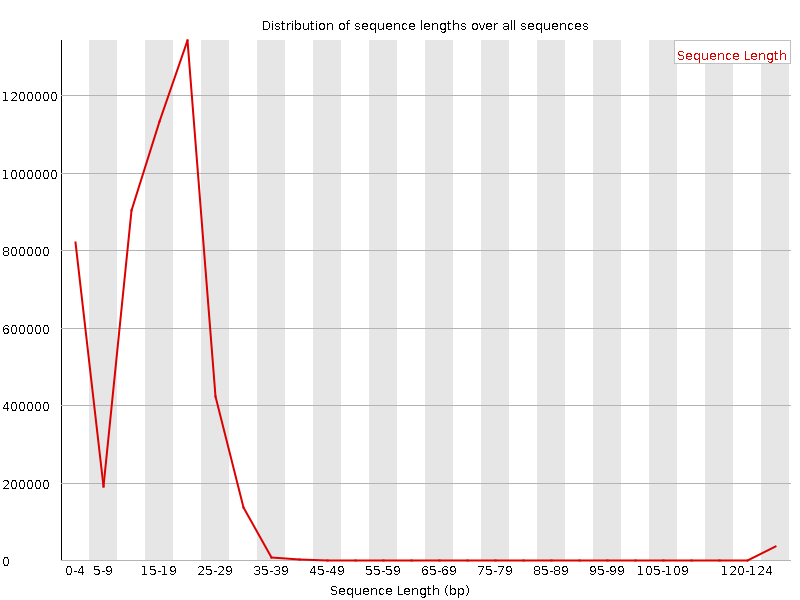 Distribution of sequence lengths over all sequences
Sequence Length
1200000
1000000
800000
600000
400000
200000
0
0-4 5-9 15-19 25-29 35-39 45-49 55-59 65-69 75-79 85-89 95-99 105-109 120-124
Sequence Length (bp)